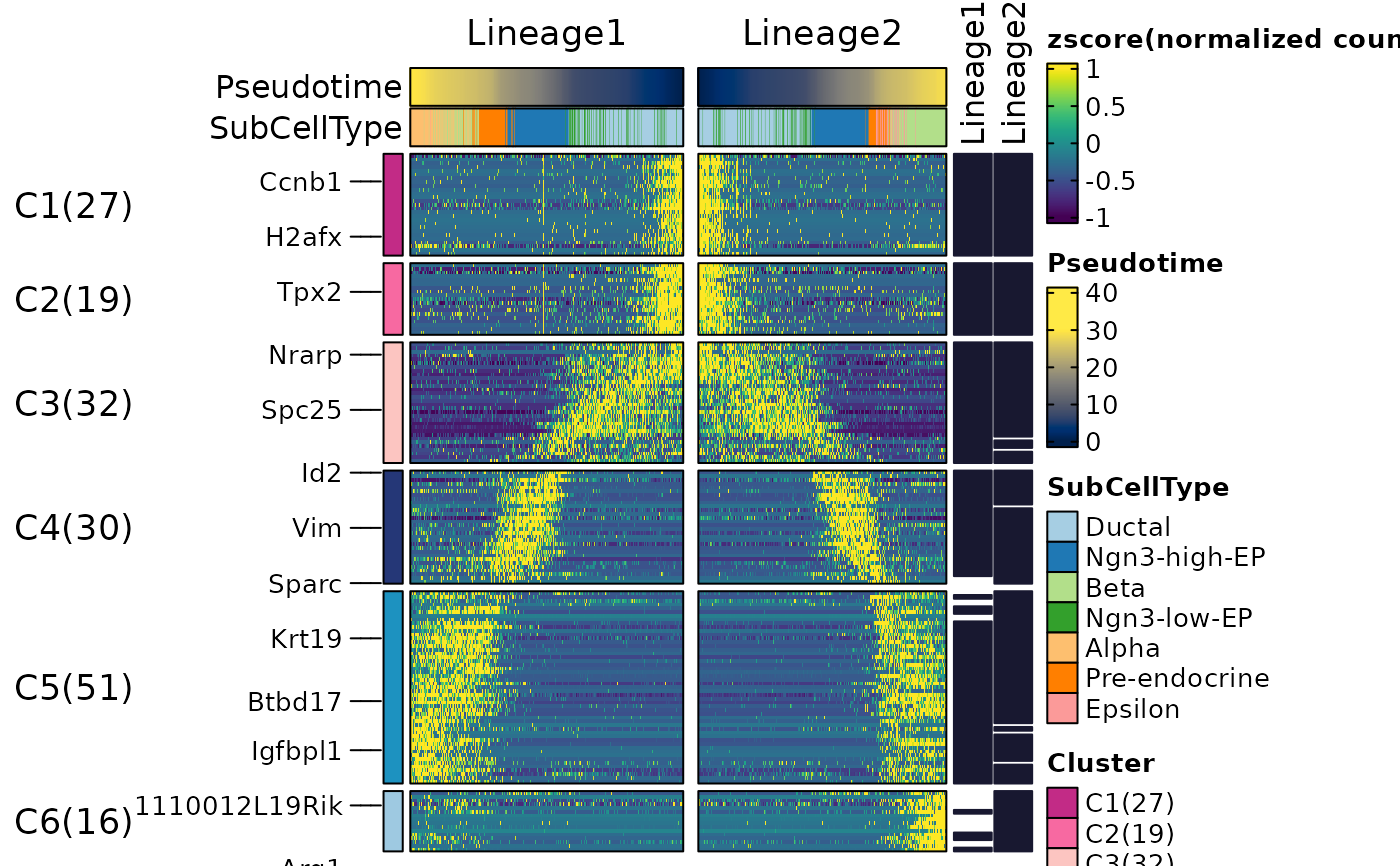 Lineage1
Lineage2
Lineage1
Lineage2
Pseudotime
SubCellType
C1(27)
C2(19)
C3(32)
C4(30)
C5(51)
C6(16)
Ccnb1
H2afx
Tpx2
Nrarp
Spc25
Id2
Vim
Sparc
Krt19
Btbd17
Igfbpl1
1110012L19Rik
Arg1
zscore(normalized coun
1
0.5
0
-0.5
-1
Pseudotime
40
30
20
10
0
SubCellType
Ductal
Ngn3-high-EP
Beta
Ngn3-low-EP
Alpha
Pre-endocrine
Epsilon
Cluster
C1(27)
C2(19)
C3(32)